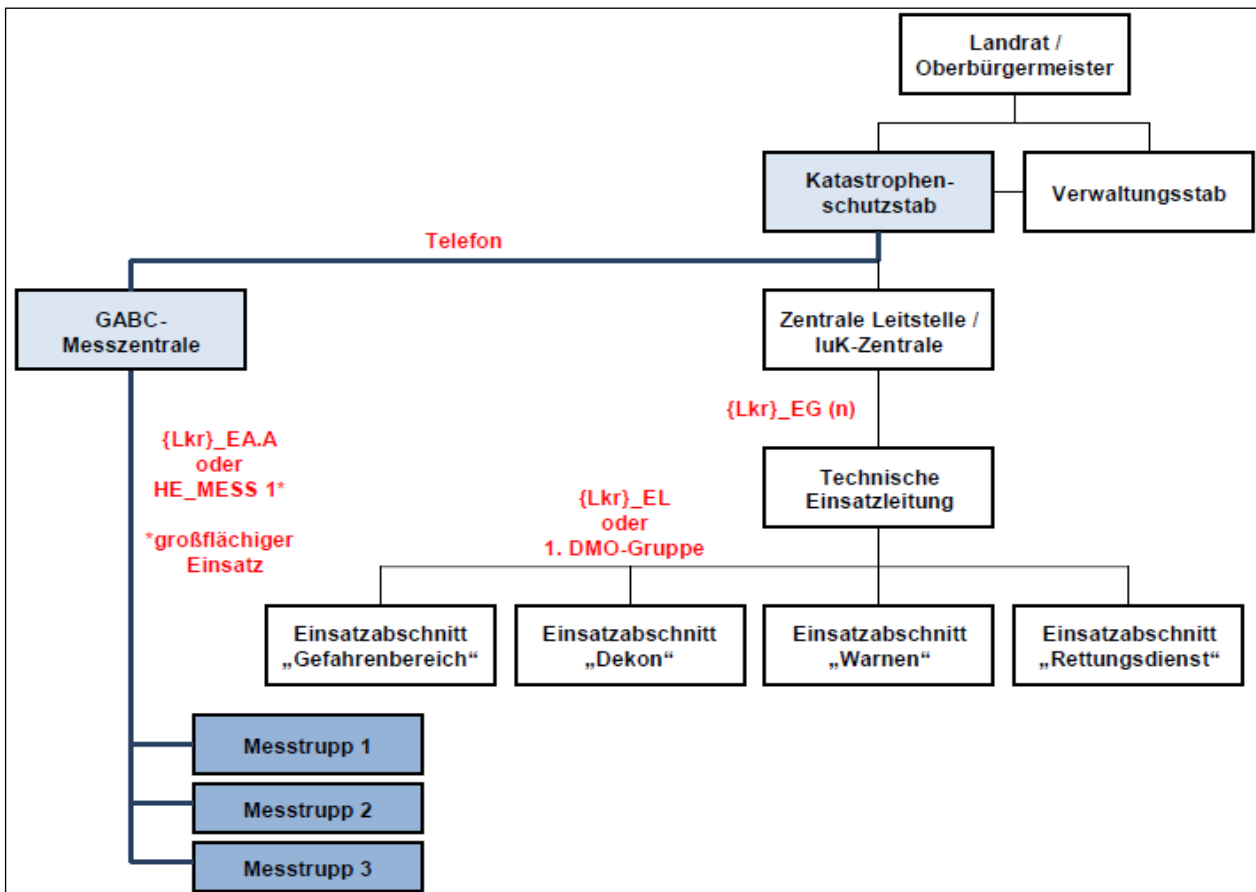 Landrat /
Oberbürgermeister
Katastrophen-
schutzstab
Verwaltungsstab
Telefon
GABC-
Messzentrale
Zentrale Leitstelle /
IuK-Zentrale
{Lkr}_EG (n)
{Lkr}_EA.A
oder
HE_MESS 1*
*großflächiger
Einsatz
Technische
Einsatzleitung
{Lkr}_EL
oder
1. DMO-Gruppe
Einsatzabschnitt
„Gefahrenbereich“
Einsatzabschnitt
„Dekon“
Einsatzabschnitt
„Warnen“
Einsatzabschnitt
„Rettungsdienst“
Messtrupp 1
Messtrupp 2
Messtrupp 3